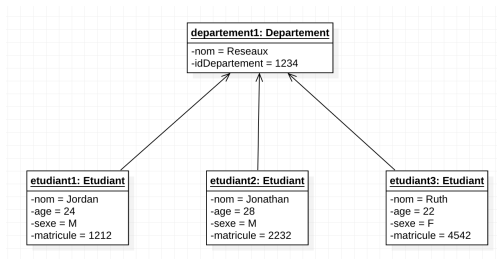 departement1: Departement
-nom = Reseaux
-idDepartement = 1234
etudiant1: Etudiant
-nom = Jordan
-age = 24
-sexe = M
-matricule = 1212
etudiant2: Etudiant
-nom = Jonathan
-age = 28
-sexe = M
-matricule = 2232
etudiant3: Etudiant
-nom = Ruth
-age = 22
-sexe = F
-matricule = 4542